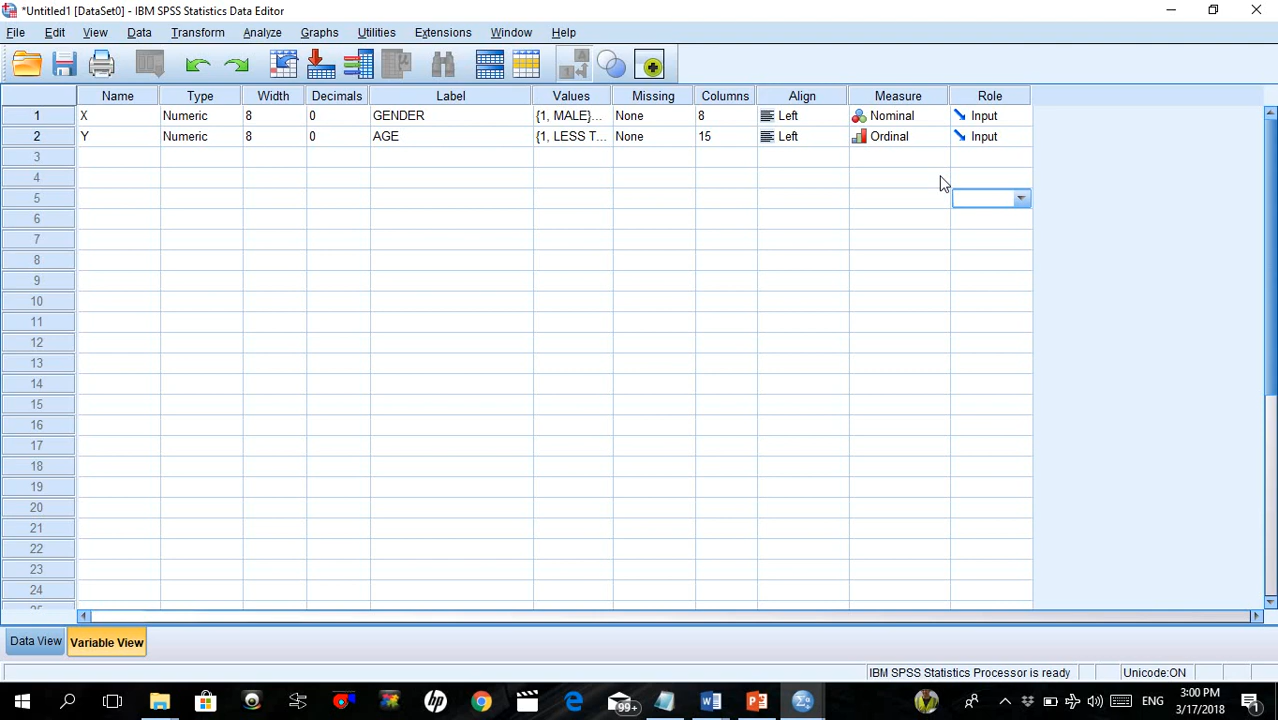 *Untitled1 [DataSet0] - IBM SPSS Statistics Data Editor
File Edit View Data Transform Analyze Graphs Utilities Extensions Window Help
Name Type Width Decimals Label Values Missing Columns Align Measure Role
1 X Numeric 8 0 GENDER {1, MALE}... None 8 Left Nominal Input
2 Y Numeric 8 0 AGE {1, LESS T... None 15 Left Ordinal Input
3
4
5
6
7
8
9
10
11
12
13
14
15
16
17
18
19
20
21
22
23
24
Data View Variable View
IBM SPSS Statistics Processor is ready Unicode:ON
99+ ENG 3:00 PM
3/17/2018